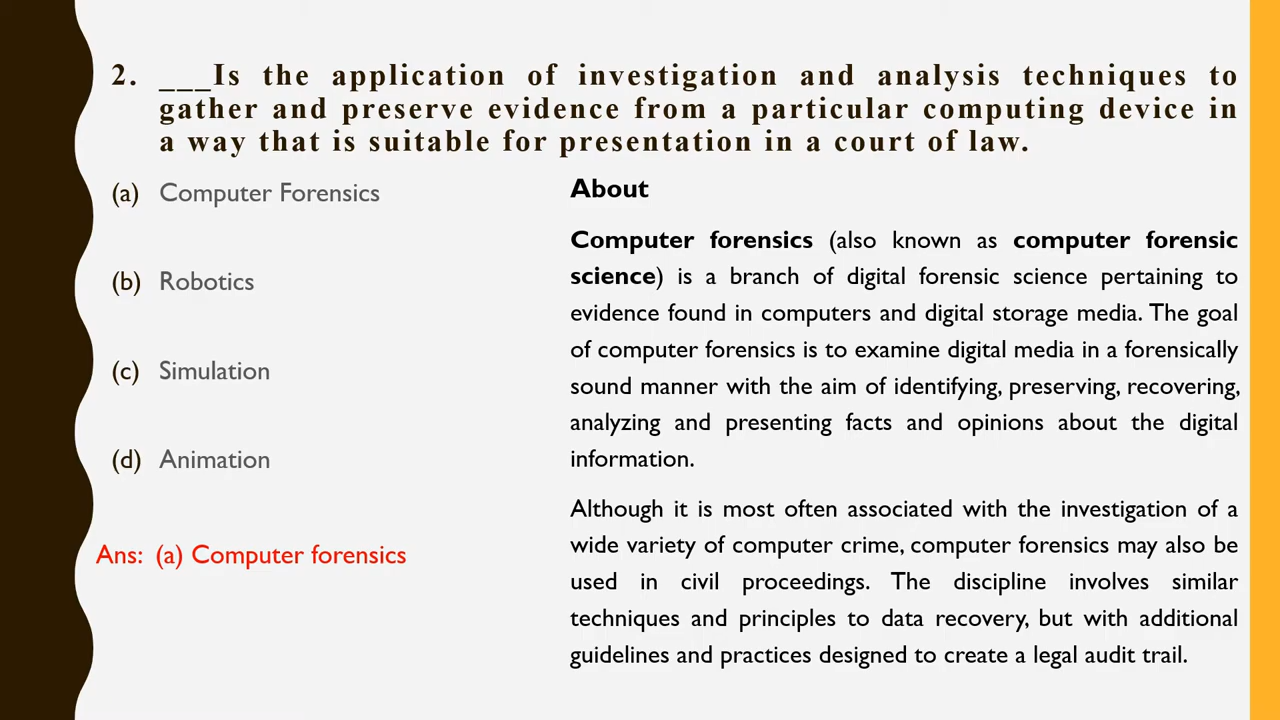 2. ___Is the application of investigation and analysis techniques to
gather and preserve evidence from a particular computing device in
a way that is suitable for presentation in a court of law.
(a) Computer Forensics
(b) Robotics
(c) Simulation
(d) Animation
Ans: (a) Computer forensics
About
Computer forensics (also known as computer forensic
science) is a branch of digital forensic science pertaining to
evidence found in computers and digital storage media. The goal
of computer forensics is to examine digital media in a forensically
sound manner with the aim of identifying, preserving, recovering,
analyzing and presenting facts and opinions about the digital
information.
Although it is most often associated with the investigation of a
wide variety of computer crime, computer forensics may also be
used in civil proceedings. The discipline involves similar
techniques and principles to data recovery, but with additional
guidelines and practices designed to create a legal audit trail.